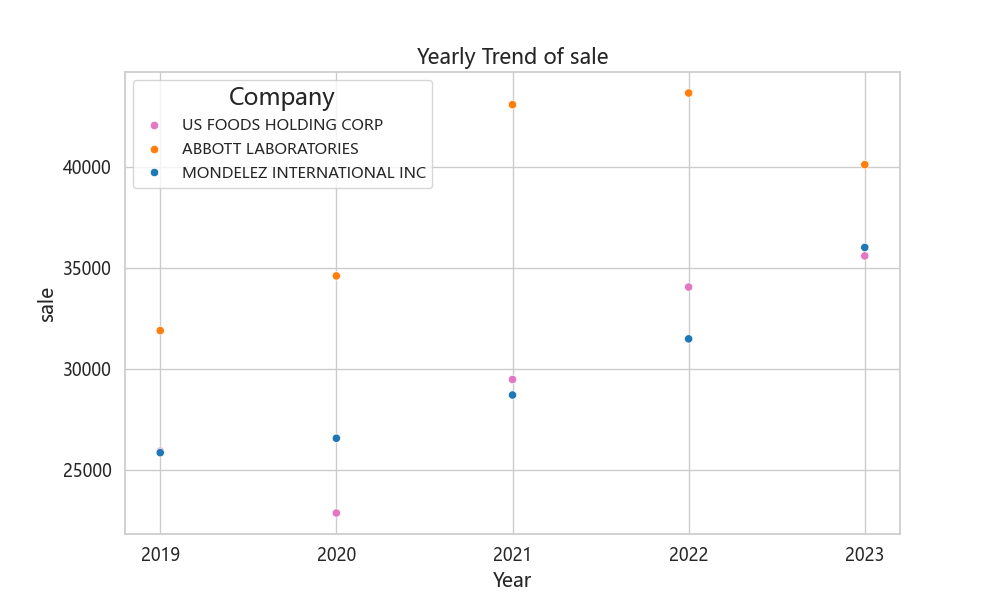 Yearly Trend of sale
Company
US FOODS HOLDING CORP
ABBOTT LABORATORIES
MONDELEZ INTERNATIONAL INC
40000
35000
30000
25000
sale
2019 2020 2021 2022 2023
Year